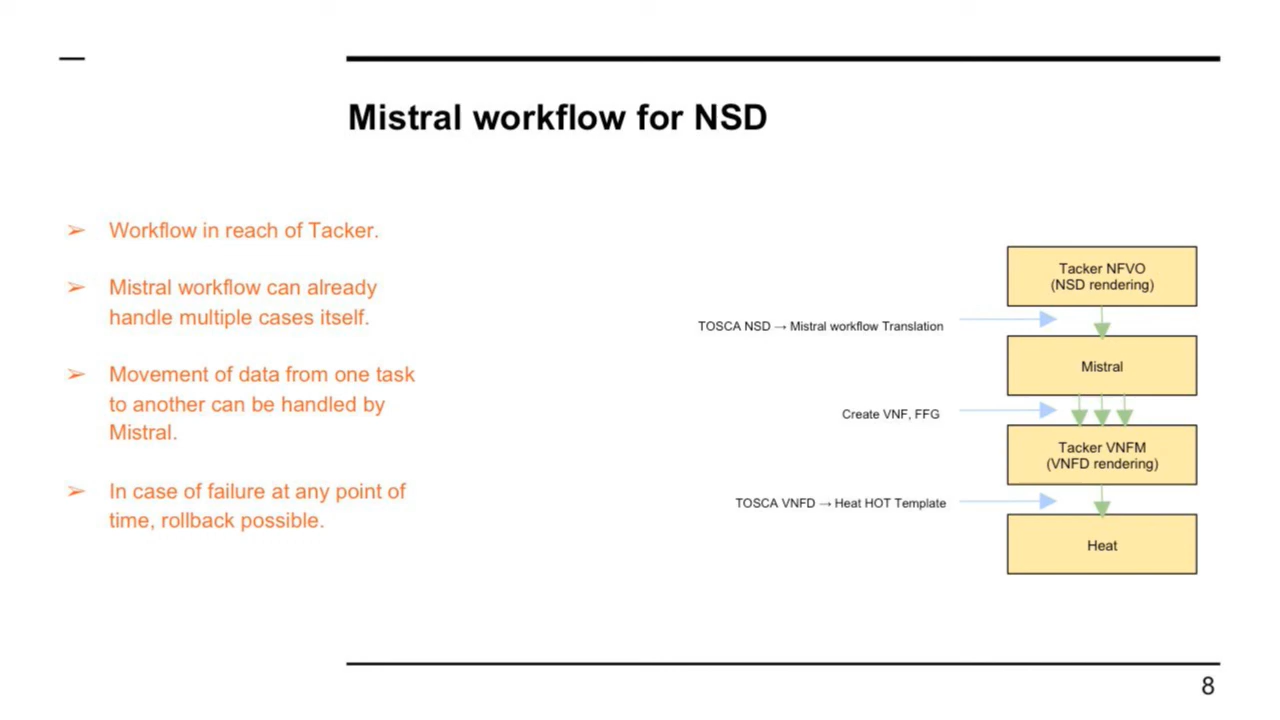 Mistral workflow for NSD
➢ Workflow in reach of Tacker.
➢ Mistral workflow can already
handle multiple cases itself.
➢ Movement of data from one task
to another can be handled by
Mistral.
➢ In case of failure at any point of
time, rollback possible.
Tacker NFVO
(NSD rendering)
TOSCA NSD → Mistral workflow Translation
Mistral
Create VNF, FFG
Tacker VNFM
(VNFD rendering)
TOSCA VNFD → Heat HOT Template
Heat
8